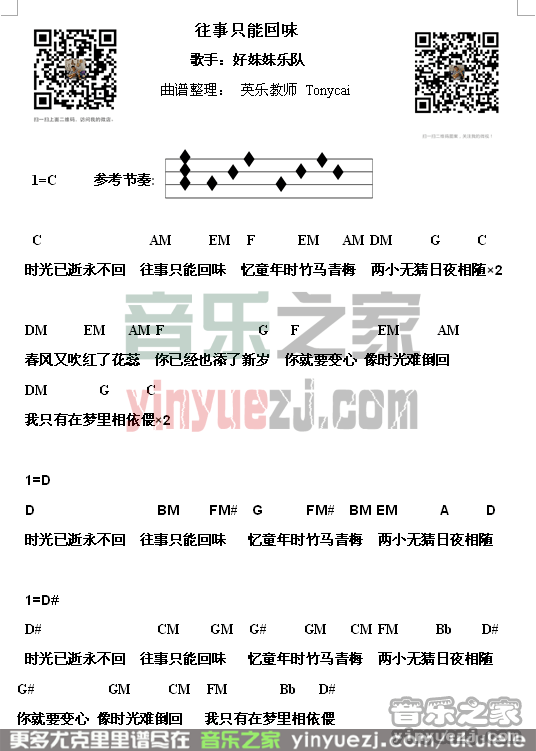 往事只能回味
歌手：好妹妹乐队
曲谱整理： 英乐教师 Tonycai
扫一扫上面二维码，访问我的微店。
扫一扫二维码图案，关注我的微信！
1=C 参考节奏:
C AM EM F EM AM DM G C
时光已逝永不回 往事只能回味 忆童年时竹马青梅 两小无猜日夜相随×2
音乐之家
DM EM AM F G F EM AM
春风又吹红了花蕊 你已经也添了新岁 你就要变心 像时光难倒回
yinyuezj.com
DM G C
我只有在梦里相依偎×2
1=D
D BM FM# G FM# BM EM A D
时光已逝永不回 往事只能回味 忆童年时竹马青梅 两小无猜日夜相随
1=D#
D# CM GM G# GM CM FM Bb D#
时光已逝永不回 往事只能回味 忆童年时竹马青梅 两小无猜日夜相随
G# GM CM FM Bb D#
你就要变心 像时光难倒回 我只有在梦里相依偎
音乐之家
yinyuezj.com
更多尤克里里谱尽在 音乐之家 yinyuezj.com/ukulele